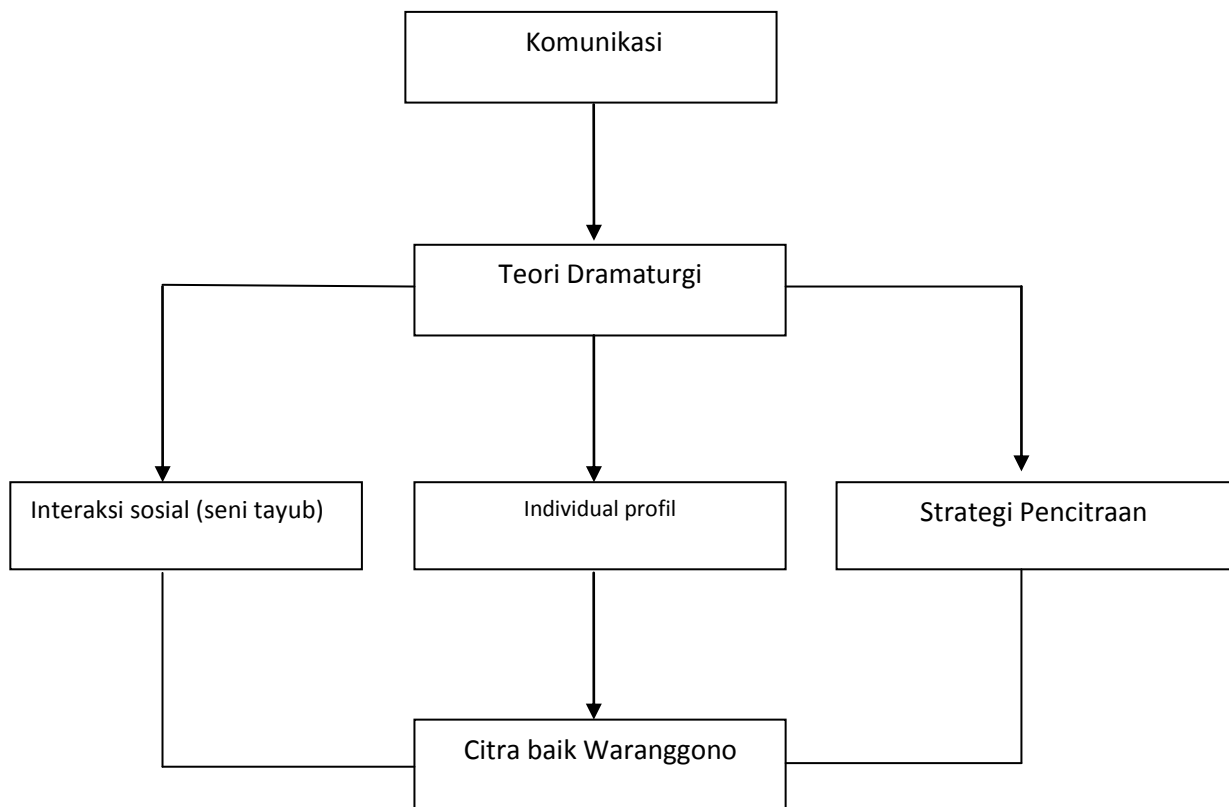 Komunikasi
Teori Dramaturgi
Interaksi sosial (seni tayub)
Individual profil
Strategi Pencitraan
Citra baik Waranggono